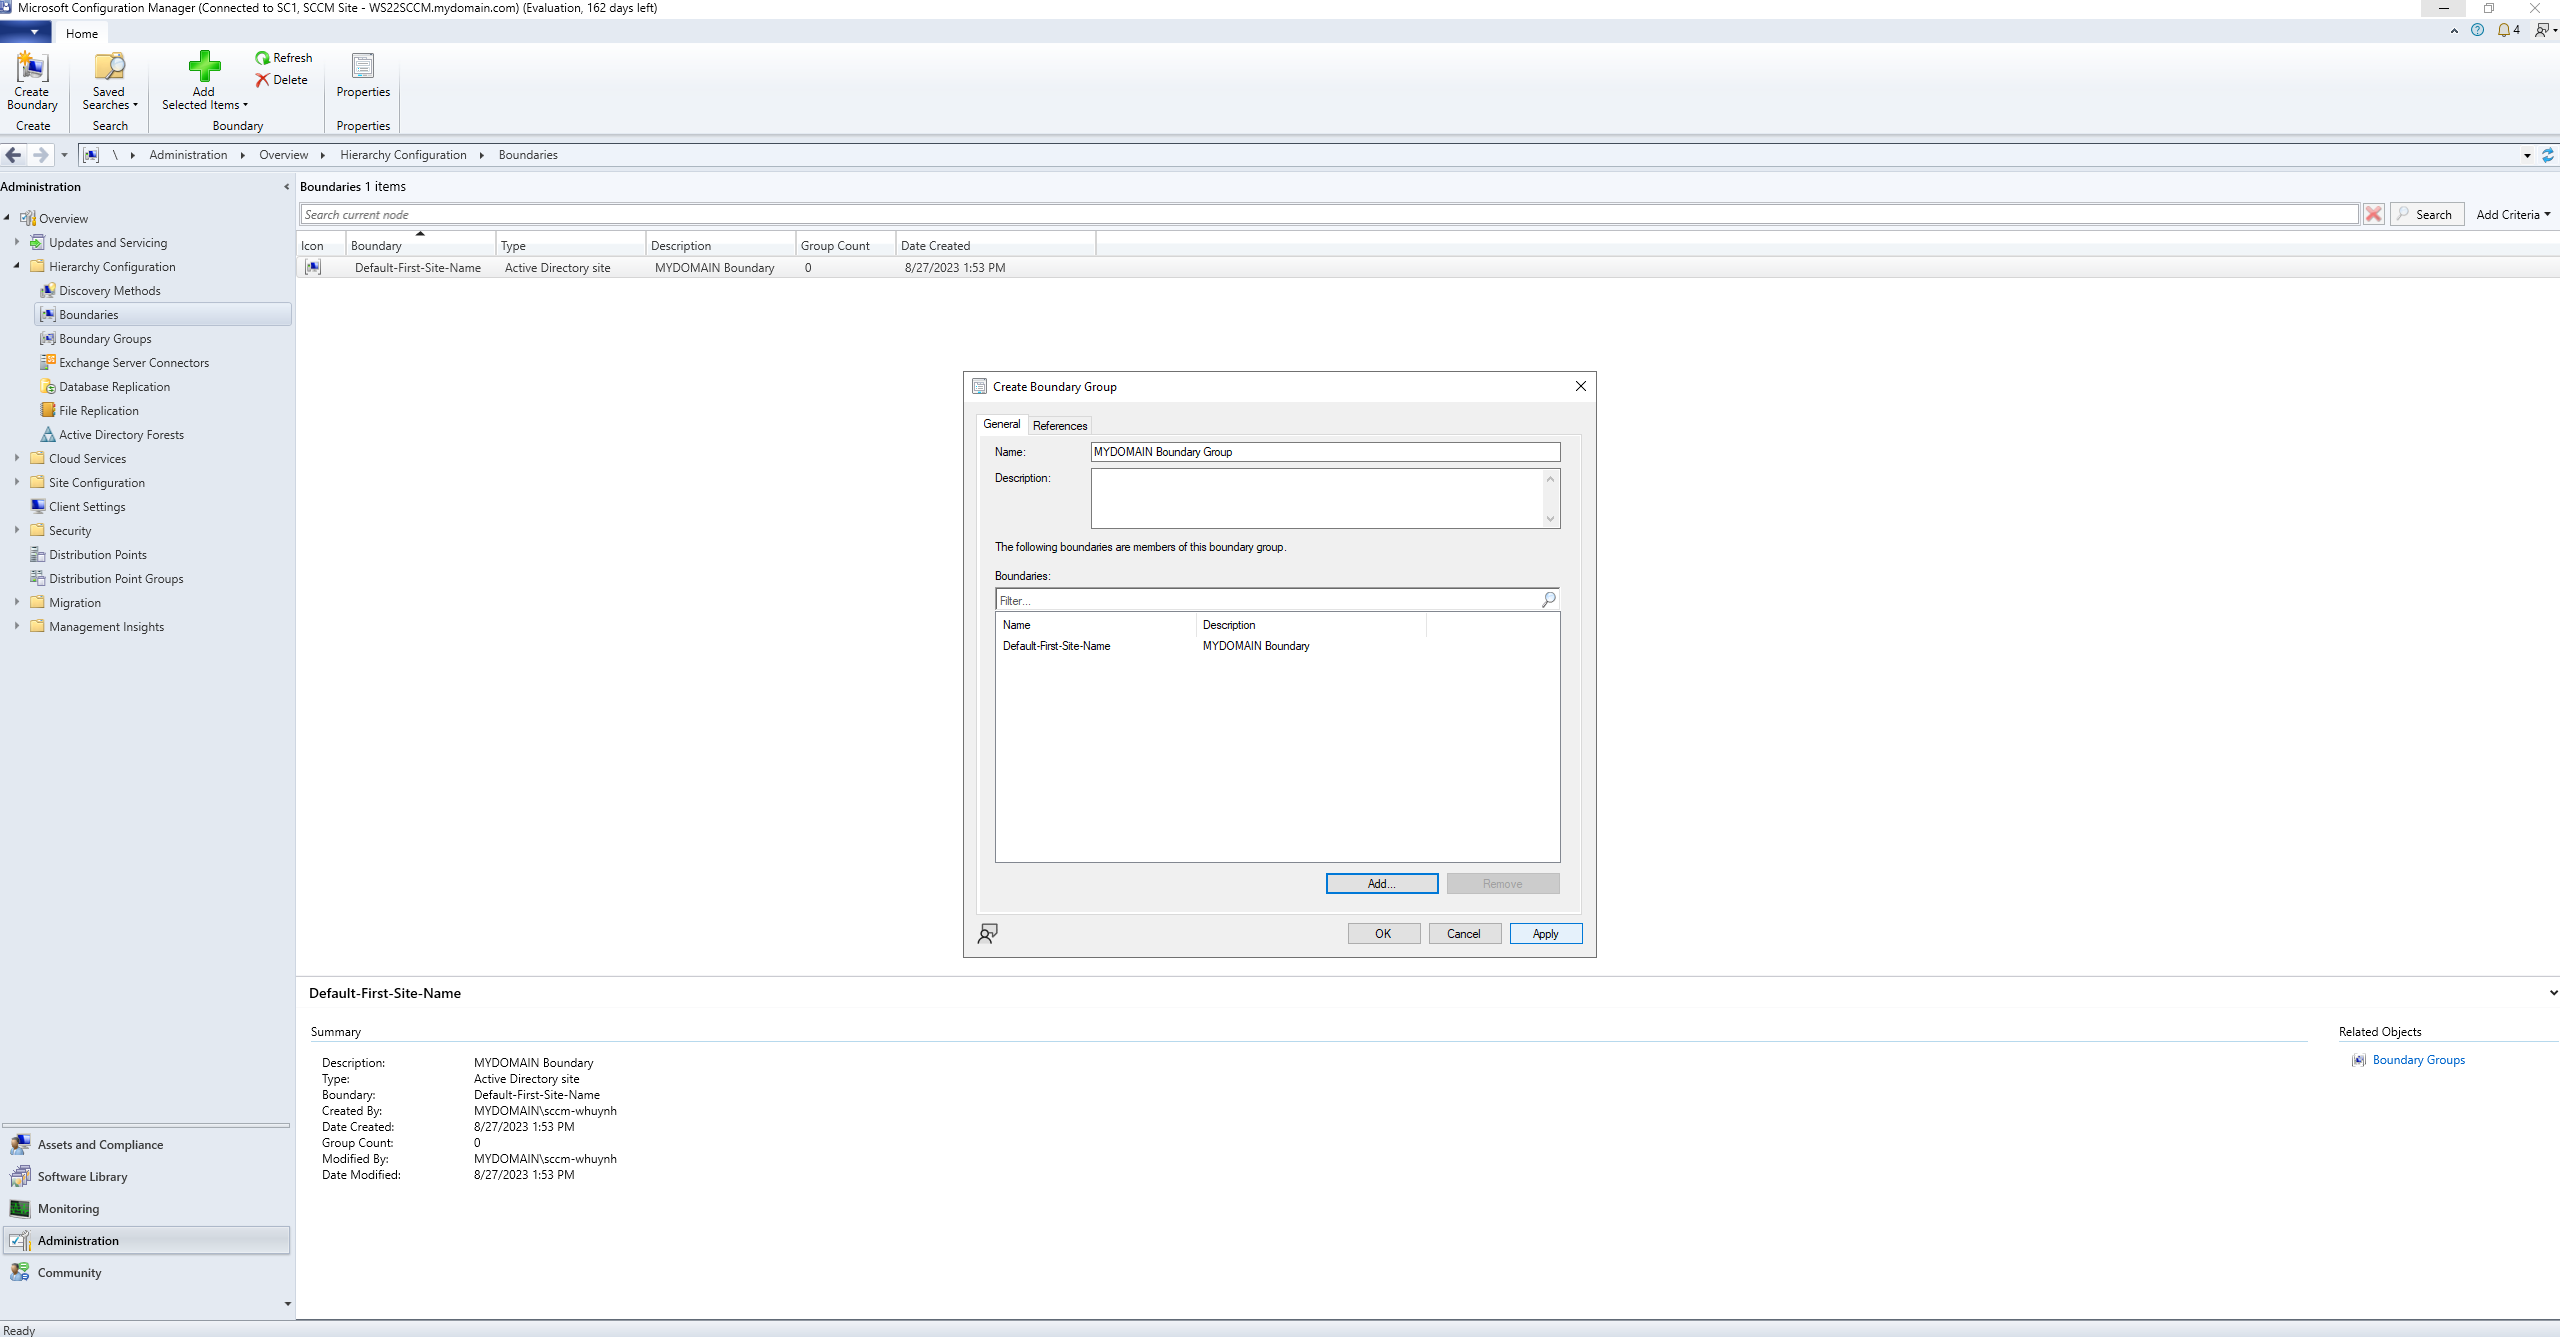 Microsoft Configuration Manager (Connected to SC1, SCCM Site - WS22SCCM.mydomain.com) (Evaluation, 162 days left)
Home
4
Create Boundary
Saved Searches
Add Selected Items
Refresh
Delete
Properties
Create
Search
Boundary
Properties
\ Administration Overview Hierarchy Configuration Boundaries
Administration
Overview
Updates and Servicing
Hierarchy Configuration
Discovery Methods
Boundaries
Boundary Groups
Exchange Server Connectors
Database Replication
File Replication
Active Directory Forests
Cloud Services
Site Configuration
Client Settings
Security
Distribution Points
Distribution Point Groups
Migration
Management Insights
Assets and Compliance
Software Library
Monitoring
Administration
Community
Boundaries 1 items
Search current node
Search
Add Criteria
Icon Boundary Type Description Group Count Date Created
Default-First-Site-Name Active Directory site MYDOMAIN Boundary 0 8/27/2023 1:53 PM
Create Boundary Group
General References
Name: MYDOMAIN Boundary Group
Description:
The following boundaries are members of this boundary group.
Boundaries:
Filter...
Name Description
Default-First-Site-Name MYDOMAIN Boundary
Add... Remove
OK Cancel Apply
Default-First-Site-Name
Summary
Description: MYDOMAIN Boundary
Type: Active Directory site
Boundary: Default-First-Site-Name
Created By: MYDOMAIN\sccm-whuynh
Date Created: 8/27/2023 1:53 PM
Group Count: 0
Modified By: MYDOMAIN\sccm-whuynh
Date Modified: 8/27/2023 1:53 PM
Related Objects
Boundary Groups
Ready